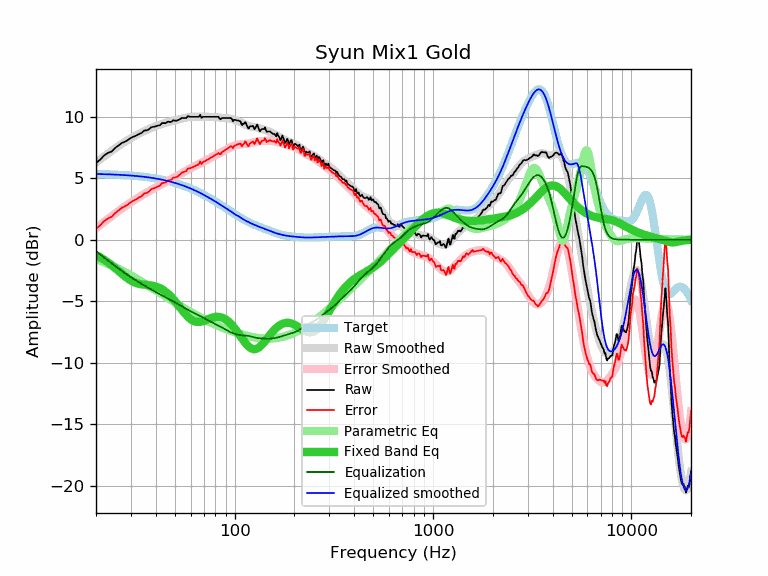 Syun Mix1 Gold
Amplitude (dBr)
10
5
0
−5
−10
−15
−20
100
1000
10000
Frequency (Hz)
Target
Raw Smoothed
Error Smoothed
Raw
Error
Parametric Eq
Fixed Band Eq
Equalization
Equalized smoothed